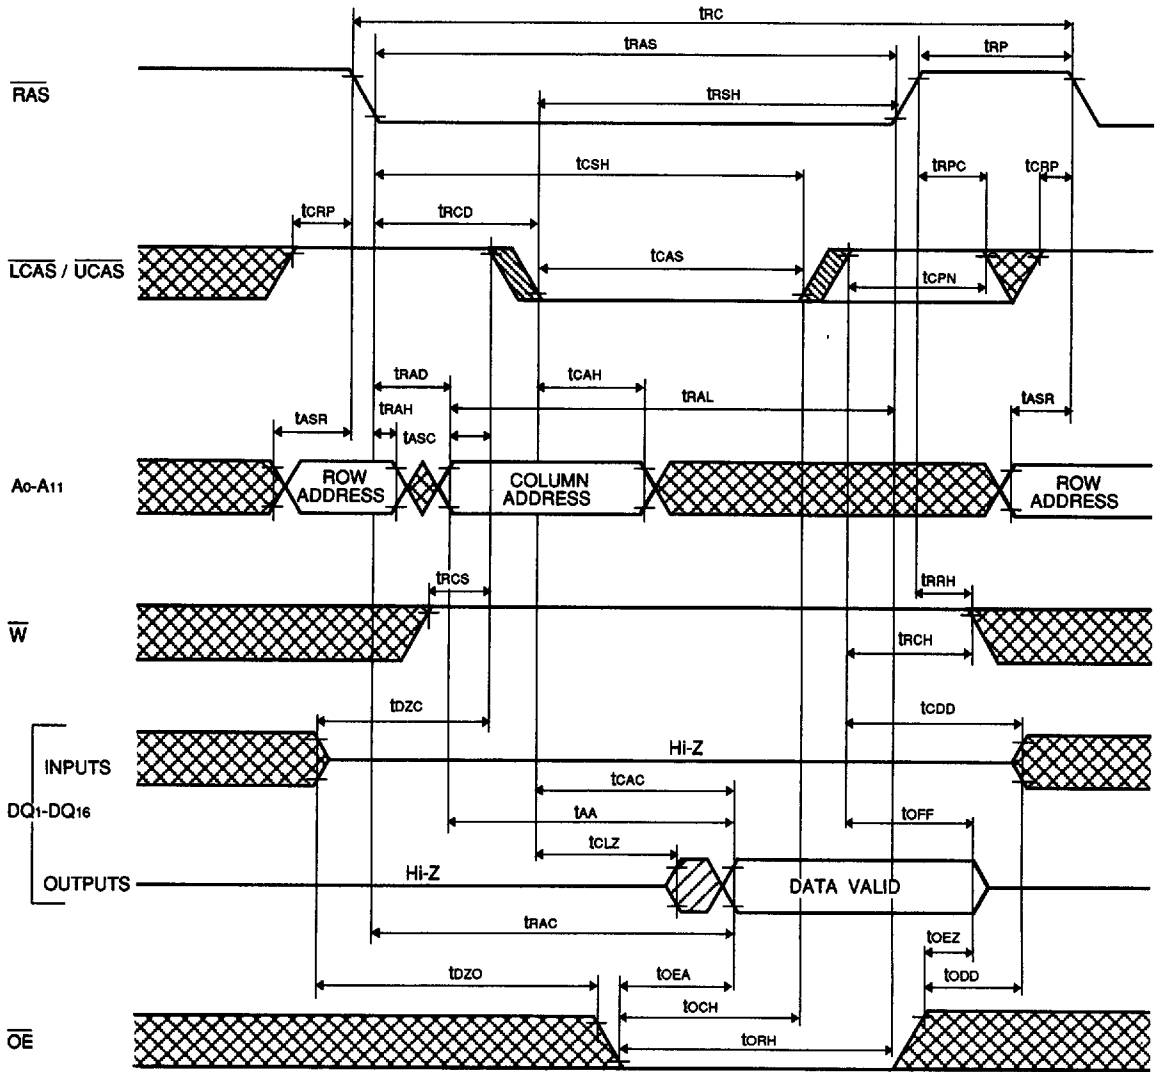 tRC
tRAS
tRP
RAS
tRSH
tCSH
tRPC
tCRP
tCRP
tRCD
LCAS / UCAS
tCAS
tCPN
tRAD
tCAH
tRAL
tASR
tRAH
tASC
tASR
A0-A11
ROW ADDRESS
COLUMN ADDRESS
ROW ADDRESS
tRCS
tRRH
W
tRCH
tDZC
tCDD
INPUTS
Hi-Z
DQ1-DQ16
tCAC
tAA
tOFF
tCLZ
OUTPUTS
Hi-Z
DATA VALID
tRAC
tOEZ
tDZO
tOEA
tODD
tOCH
OE
tORH